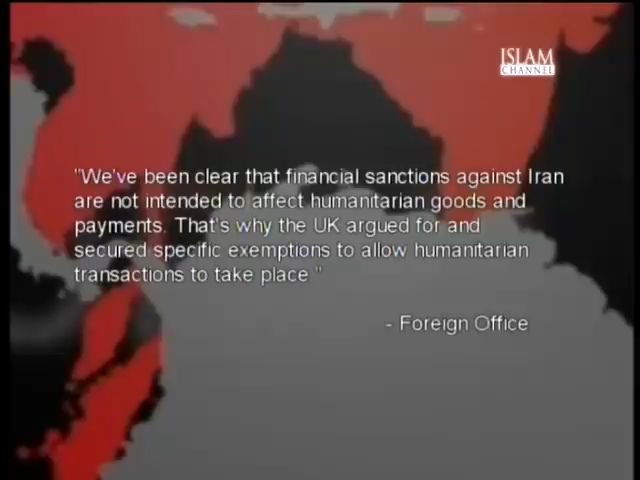 ISLAM
CHANNEL
"We've been clear that financial sanctions against Iran
are not intended to affect humanitarian goods and
payments. That's why the UK argued for and
secured specific exemptions to allow humanitarian
transactions to take place "
- Foreign Office